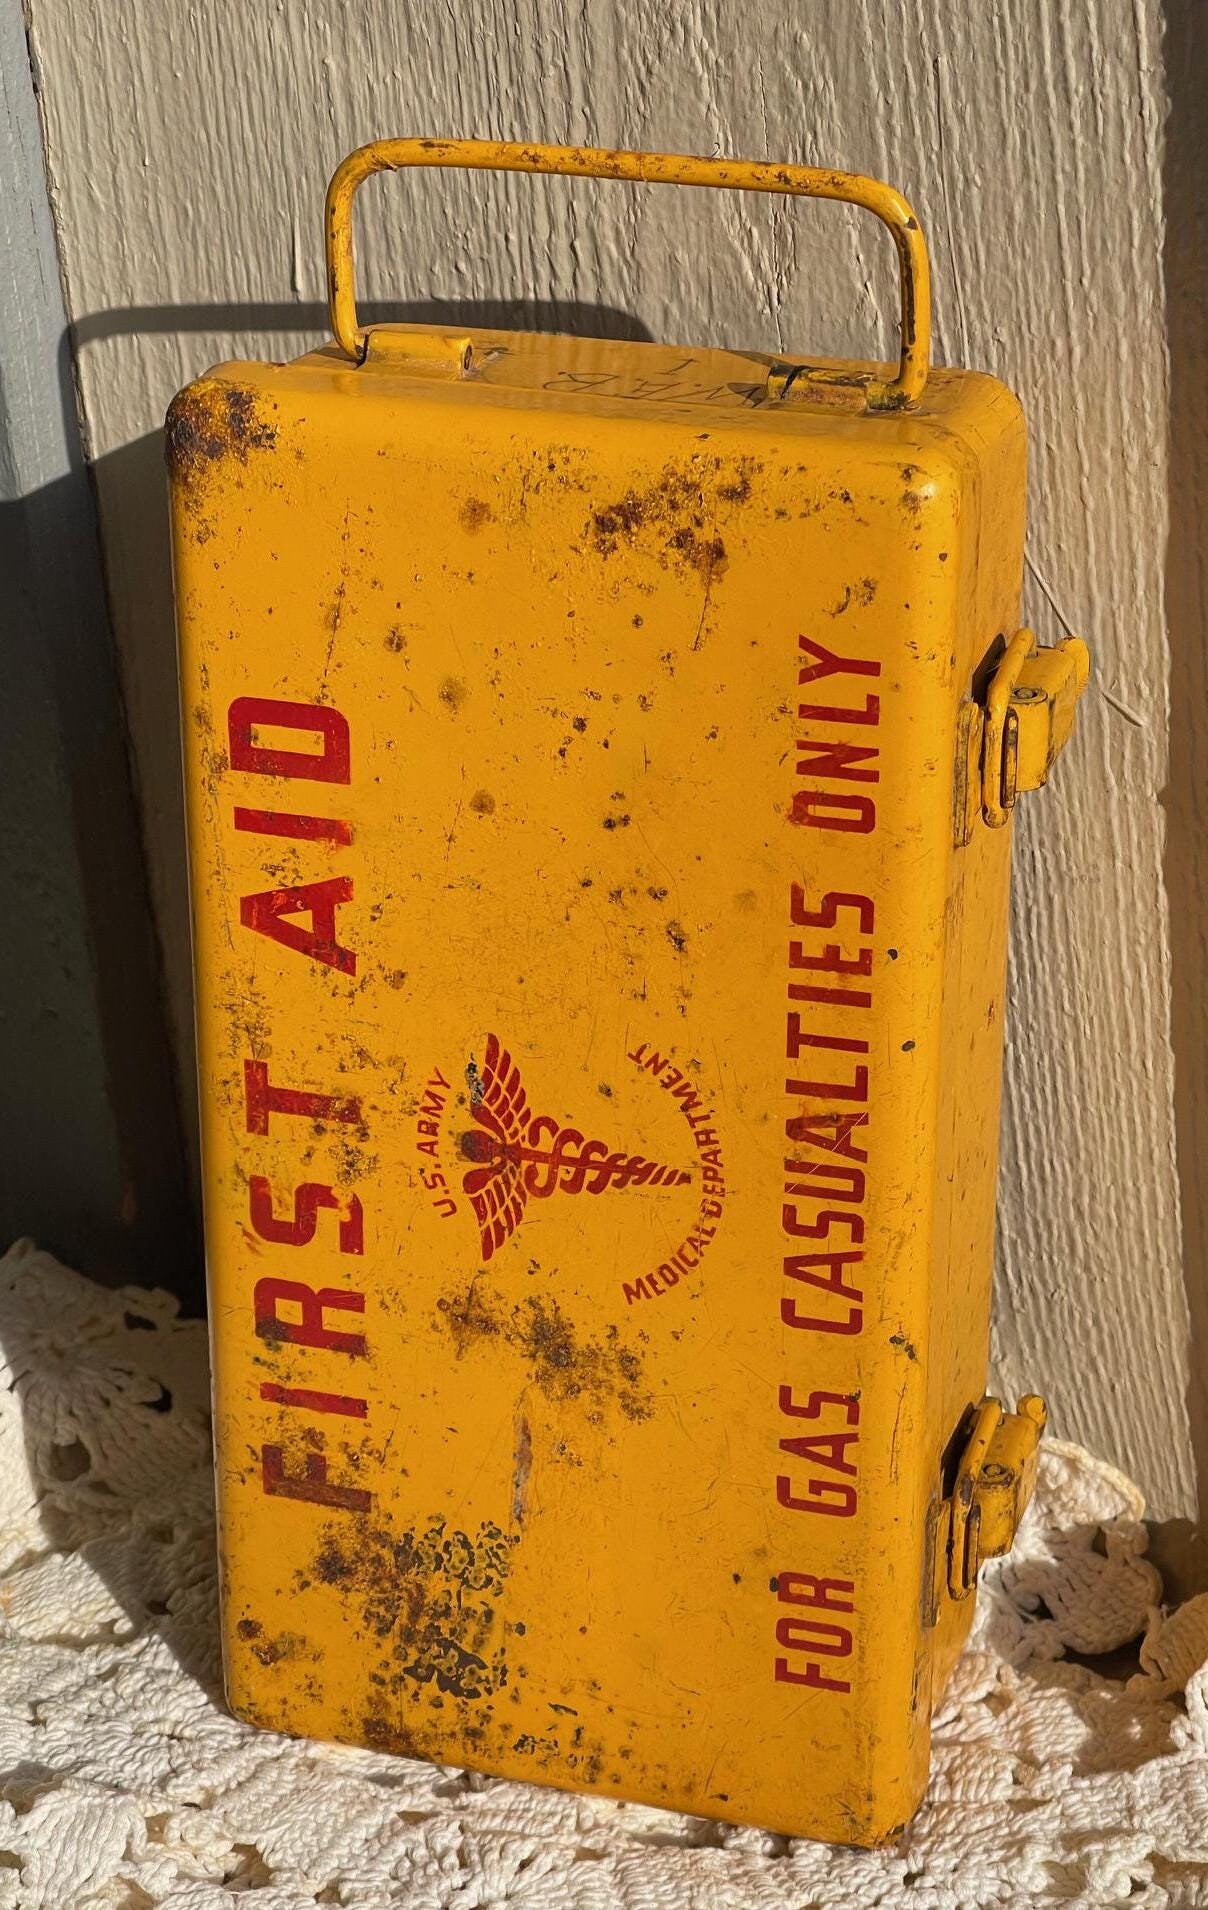 FIRST AID
U.S. ARMY
MEDICAL DEPARTMENT
FOR GAS CASUALTIES ONLY